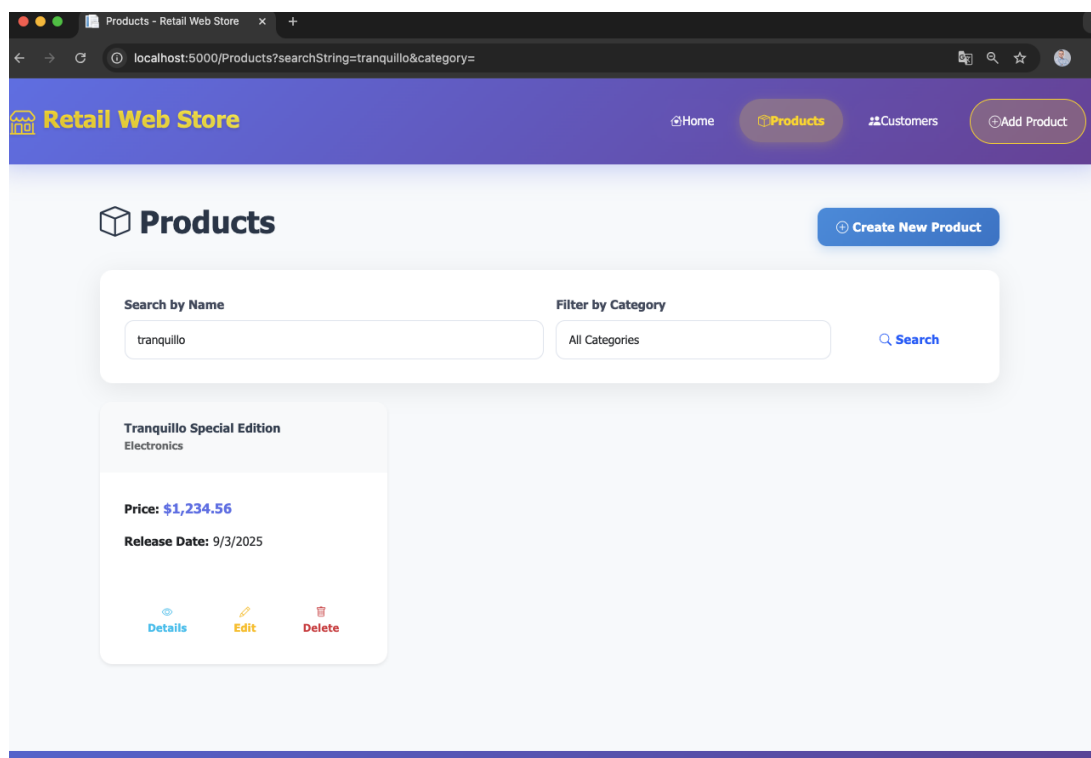 Products - Retail Web Store
localhost:5000/Products?searchString=tranquillo&category=
Retail Web Store
Home
Products
Customers
Add Product
Products
Create New Product
Search by Name
Filter by Category
tranquillo
All Categories
Search
Tranquillo Special Edition
Electronics
Price: $1,234.56
Release Date: 9/3/2025
Details
Edit
Delete